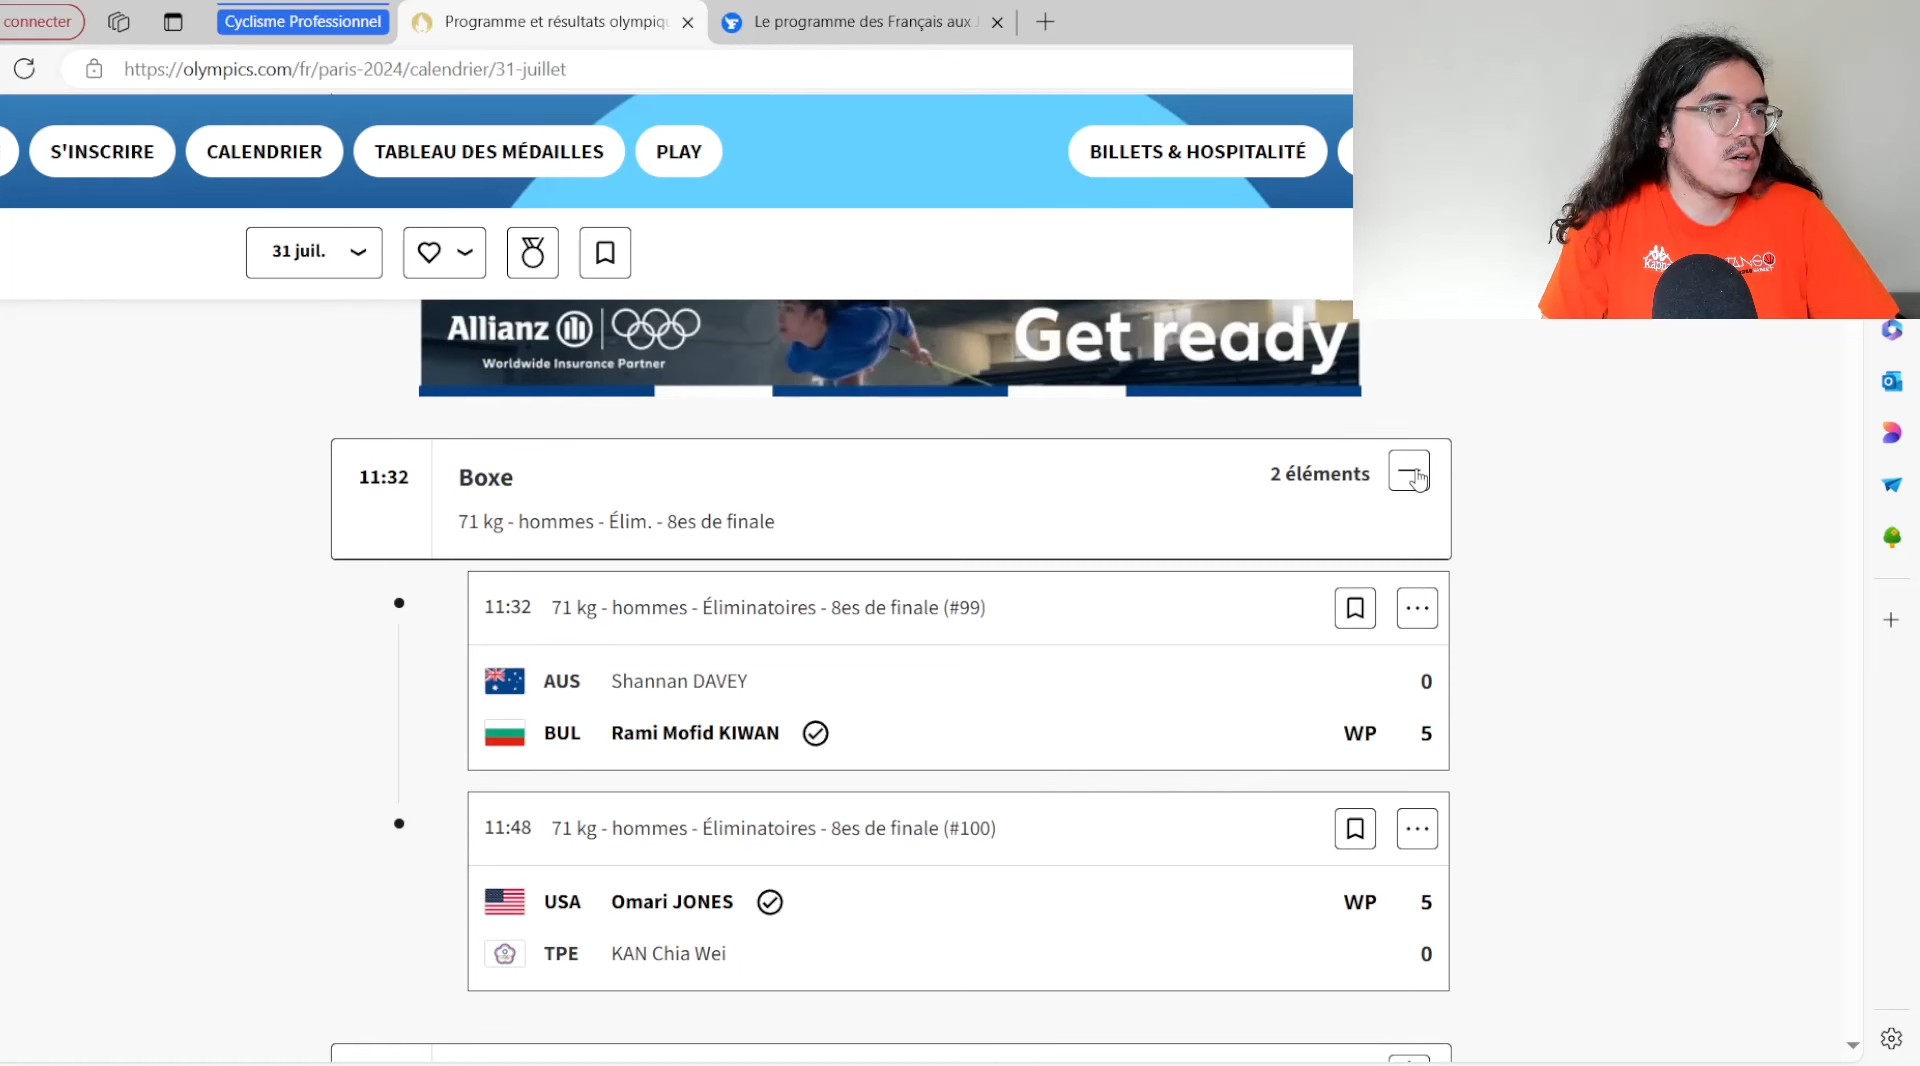 connecter
Cyclisme Professionnel
Programme et résultats olympiqu
Le programme des Français aux J
https://olympics.com/fr/paris-2024/calendrier/31-juillet
S'INSCRIRE
CALENDRIER
TABLEAU DES MÉDAILLES
PLAY
BILLETS & HOSPITALITÉ
31 juil.
Kappa
Allianz
Worldwide Insurance Partner
Get ready
11:32
Boxe
2 éléments
71 kg - hommes - Élim. - 8es de finale
11:32 71 kg - hommes - Éliminatoires - 8es de finale (#99)
AUS Shannan DAVEY 0
BUL Rami Mofid KIWAN WP 5
11:48 71 kg - hommes - Éliminatoires - 8es de finale (#100)
USA Omari JONES WP 5
TPE KAN Chia Wei 0